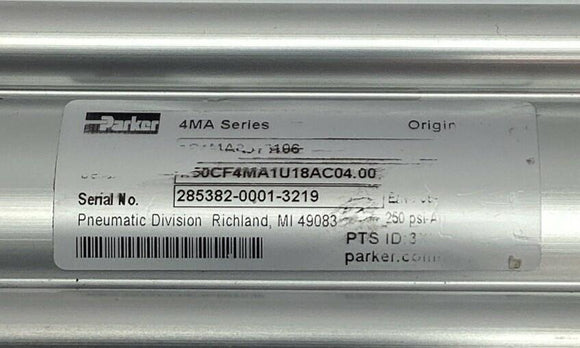 Parker 4MA Series Origin
50CF4MA1U18AC04.00
Serial No. 285382-0001-3219
Pneumatic Division Richland, MI 49083 250 psi
PTS ID:
parker.com